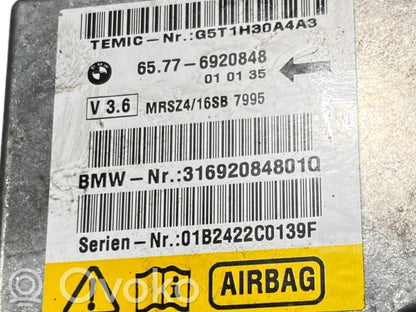 TEMIC-Nr.:G5T1H30A4A3
65.77-6920848
01 01 35
V 3.6 MRSZ4/16SB 7995
BMW-Nr.:31692084801Q
Serien-Nr.:01B2422C0139F
AIRBAG
© ovoko.com